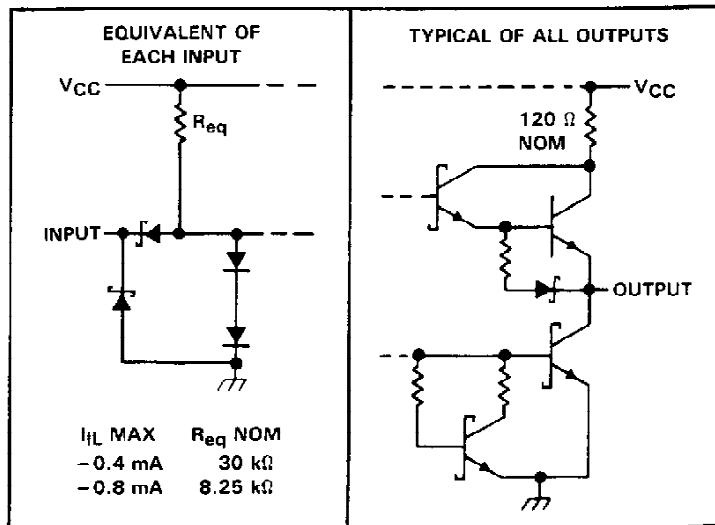 EQUIVALENT OF
EACH INPUT
VCC
Req
INPUT
IIL MAX Req NOM
−0.4 mA 30 kΩ
−0.8 mA 8.25 kΩ
TYPICAL OF ALL OUTPUTS
VCC
120 Ω
NOM
OUTPUT